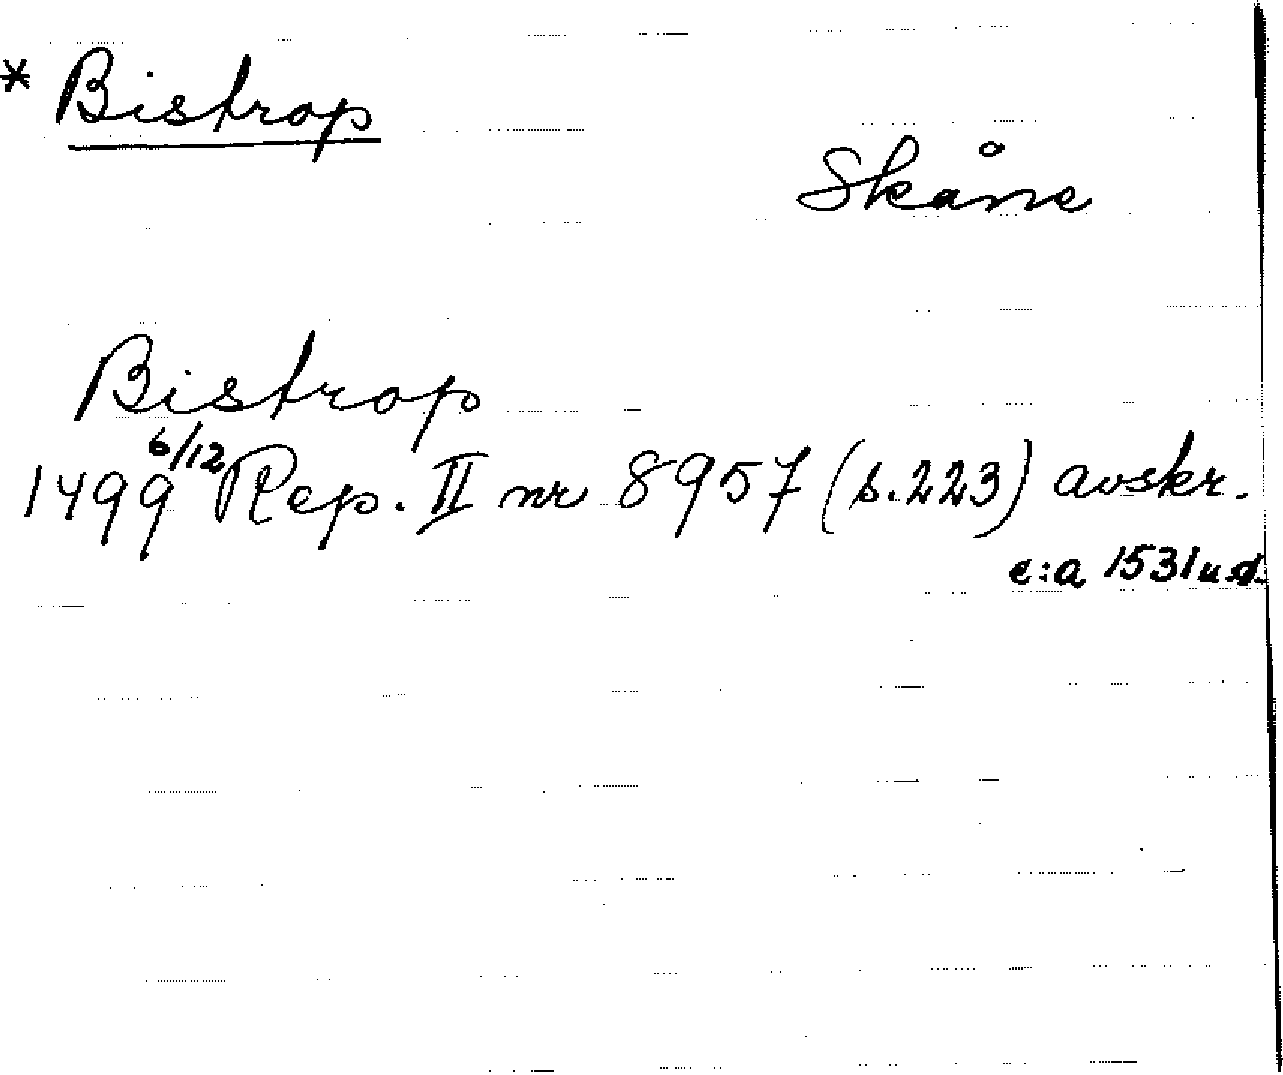 * Bistrop
Skåne
Bistrop
1499 6/12 Rep. II nr 8957 (s. 223) avskr.
c:a 1531 u.d.